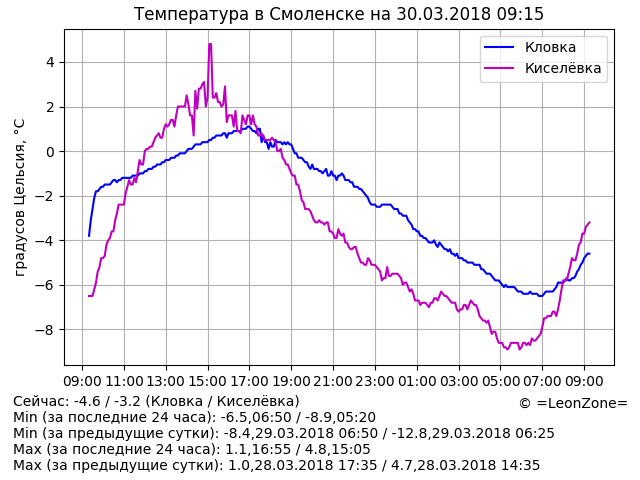 Температура в Смоленске на 30.03.2018 09:15
Кловка
Киселёвка
градусов Цельсия, °C
4
2
0
−2
−4
−6
−8
09:00 11:00 13:00 15:00 17:00 19:00 21:00 23:00 01:00 03:00 05:00 07:00 09:00
Сейчас: -4.6 / -3.2 (Кловка / Киселёвка)
© =LeonZone=
Min (за последние 24 часа): -6.5,06:50 / -8.9,05:20
Min (за предыдущие сутки): -8.4,29.03.2018 06:50 / -12.8,29.03.2018 06:25
Max (за последние 24 часа): 1.1,16:55 / 4.8,15:05
Max (за предыдущие сутки): 1.0,28.03.2018 17:35 / 4.7,28.03.2018 14:35